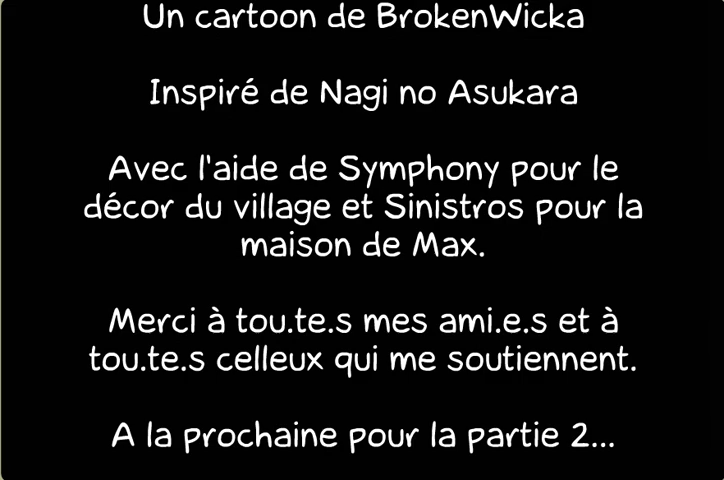 Un cartoon de BrokenWicka
Inspiré de Nagi no Asukara
Avec l'aide de Symphony pour le
décor du village et Sinistros pour la
maison de Max.
Merci à tou.te.s mes ami.e.s et à
tou.te.s celleux qui me soutiennent.
A la prochaine pour la partie 2...